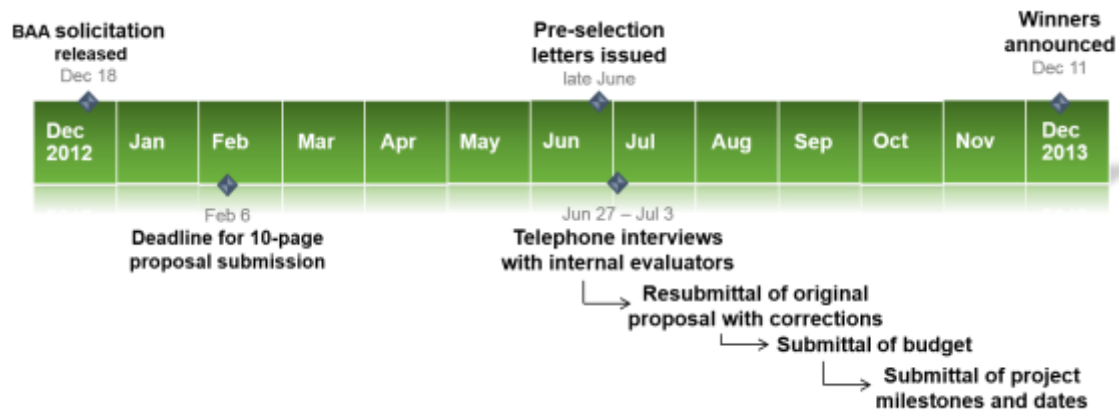 BAA solicitation
released
Dec 18
Pre-selection
letters issued
late June
Winners
announced
Dec 11
Dec
2012
Jan
Feb
Mar
Apr
May
Jun
Jul
Aug
Sep
Oct
Nov
Dec
2013
Feb 6
Deadline for 10-page
proposal submission
Jun 27 – Jul 3
Telephone interviews
with internal evaluators
Resubmittal of original
proposal with corrections
Submittal of budget
Submittal of project
milestones and dates